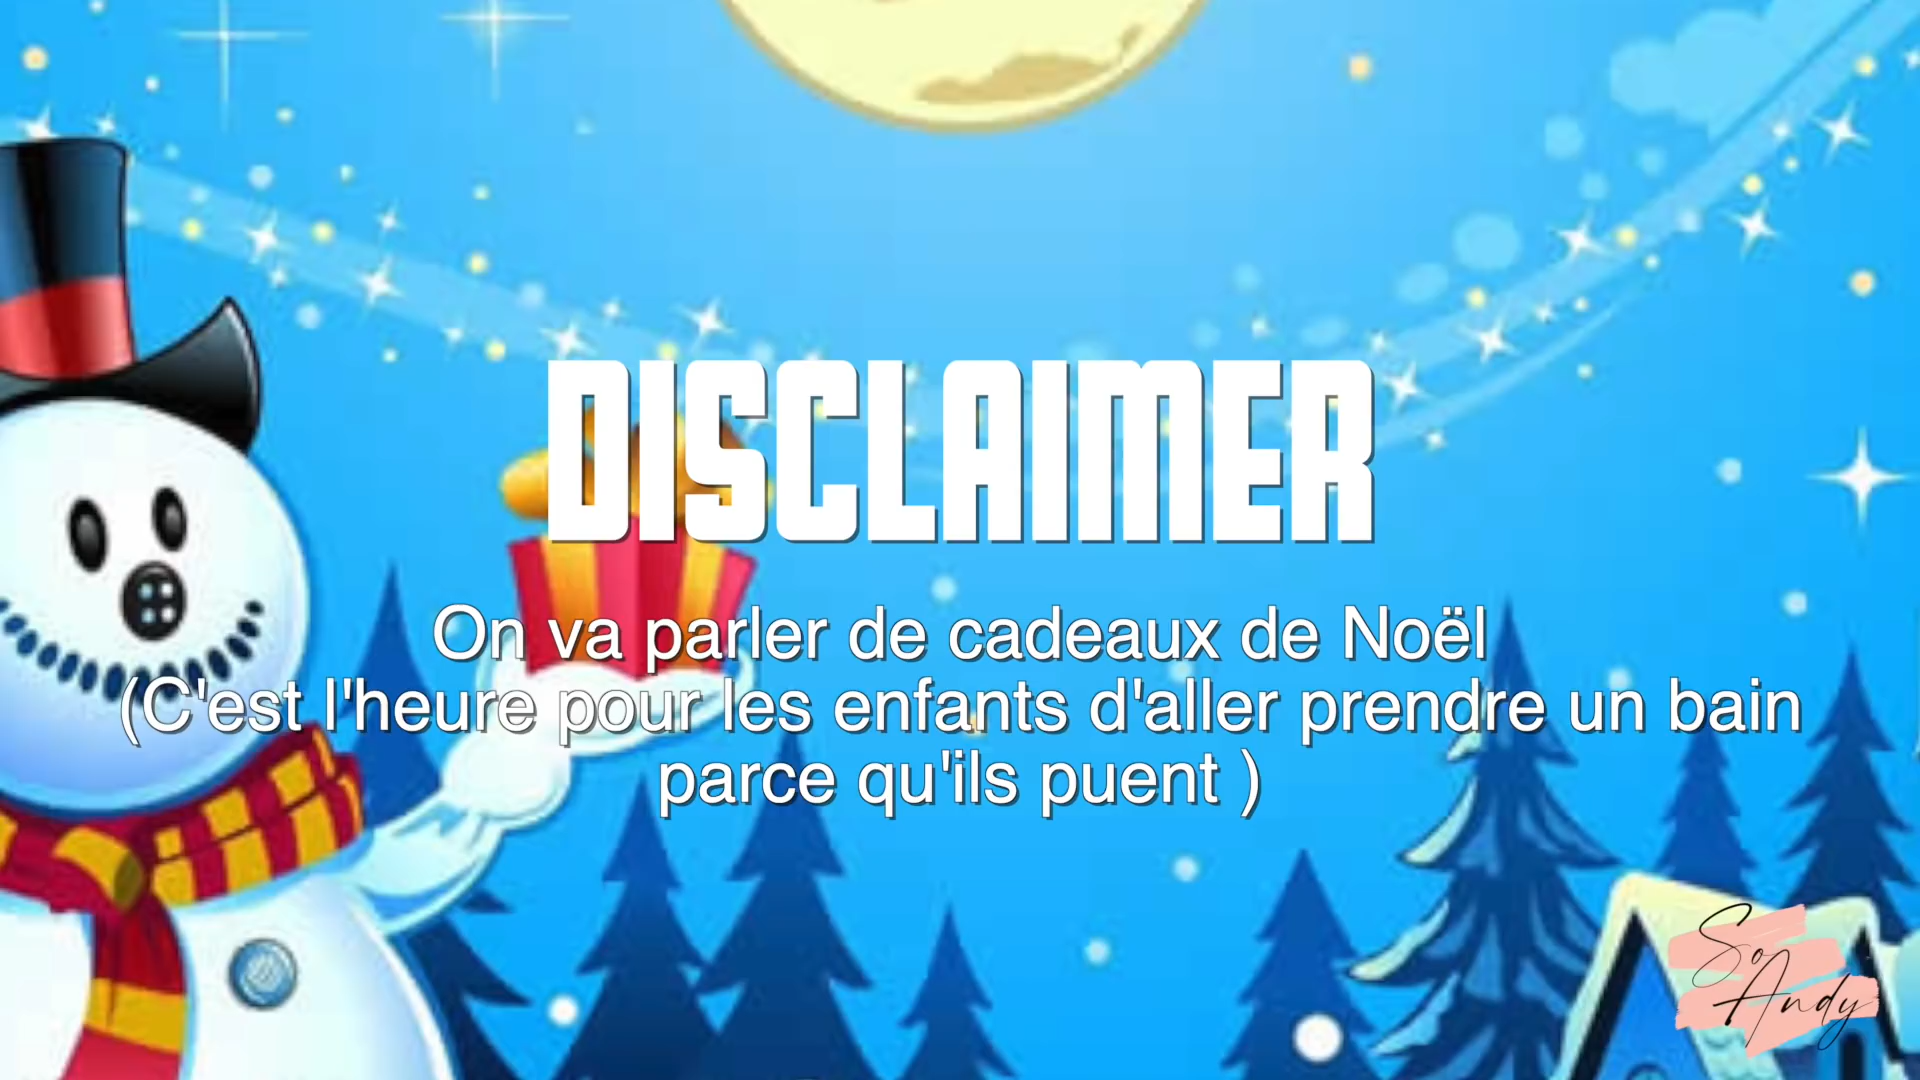 DISCLAIMER
On va parler de cadeaux de Noël
(C'est l'heure pour les enfants d'aller prendre un bain
parce qu'ils puent )
So
Andy